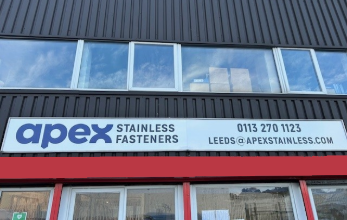 apex STAINLESS
FASTENERS
0113 270 1123
LEEDS@APEXSTAINLESS.COM